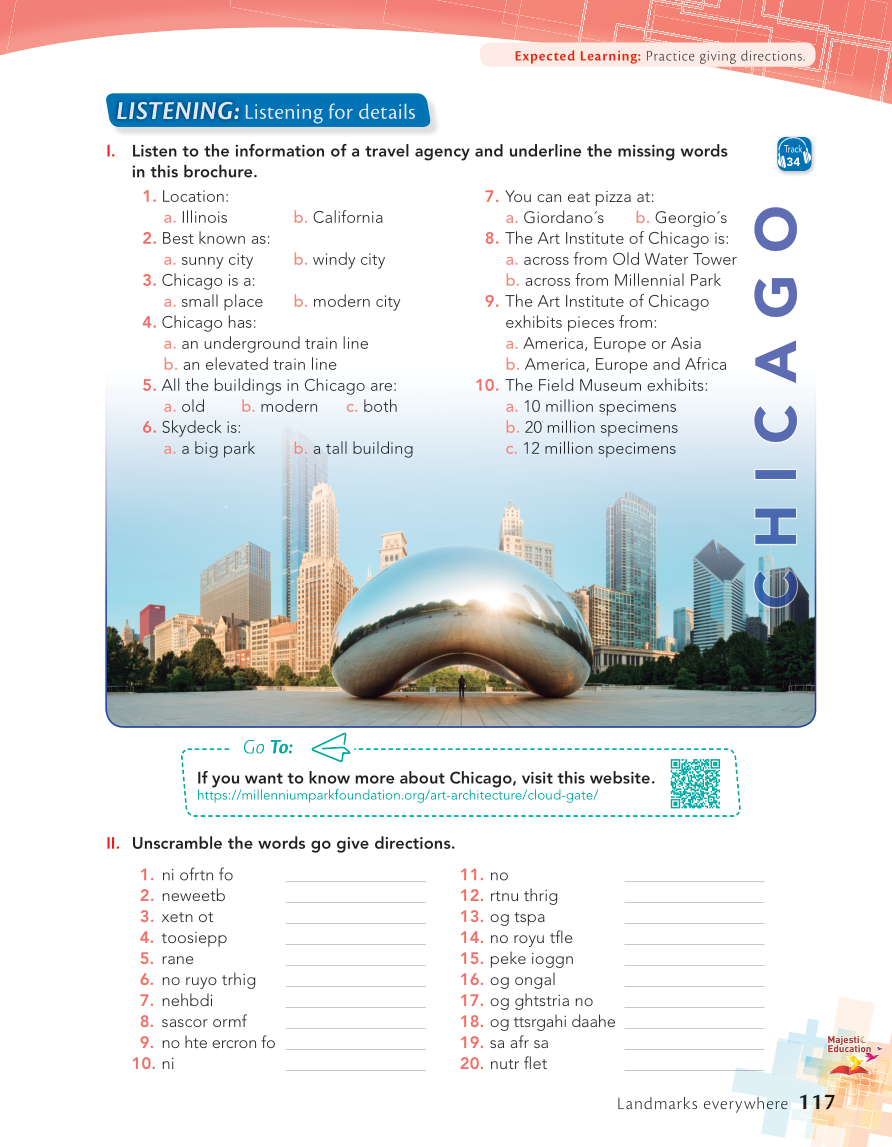 Expected Learning: Practice giving directions.
LISTENING: Listening for details
I. Listen to the information of a travel agency and underline the missing words
in this brochure.
Track
34
1. Location:
a. Illinois b. California
2. Best known as:
a. sunny city b. windy city
3. Chicago is a:
a. small place b. modern city
4. Chicago has:
a. an underground train line
b. an elevated train line
5. All the buildings in Chicago are:
a. old b. modern c. both
6. Skydeck is:
a. a big park b. a tall building
7. You can eat pizza at:
a. Giordano´s b. Georgio´s
8. The Art Institute of Chicago is:
a. across from Old Water Tower
b. across from Millennial Park
9. The Art Institute of Chicago
exhibits pieces from:
a. America, Europe or Asia
b. America, Europe and Africa
10. The Field Museum exhibits:
a. 10 million specimens
b. 20 million specimens
c. 12 million specimens
CHICAGO
Go To:
If you want to know more about Chicago, visit this website.
https://millenniumparkfoundation.org/art-architecture/cloud-gate/
II. Unscramble the words go give directions.
1. ni ofrtn fo
2. neweetb
3. xetn ot
4. toosiepp
5. rane
6. no ruyo trhig
7. nehbdi
8. sascor ormf
9. no hte ercron fo
10. ni
11. no
12. rtnu thrig
13. og tspa
14. no royu tfle
15. peke ioggn
16. og ongal
17. og ghtstria no
18. og ttsrgahi daahe
19. sa afr sa
20. nutr flet
Majestic
Education
Landmarks everywhere 117